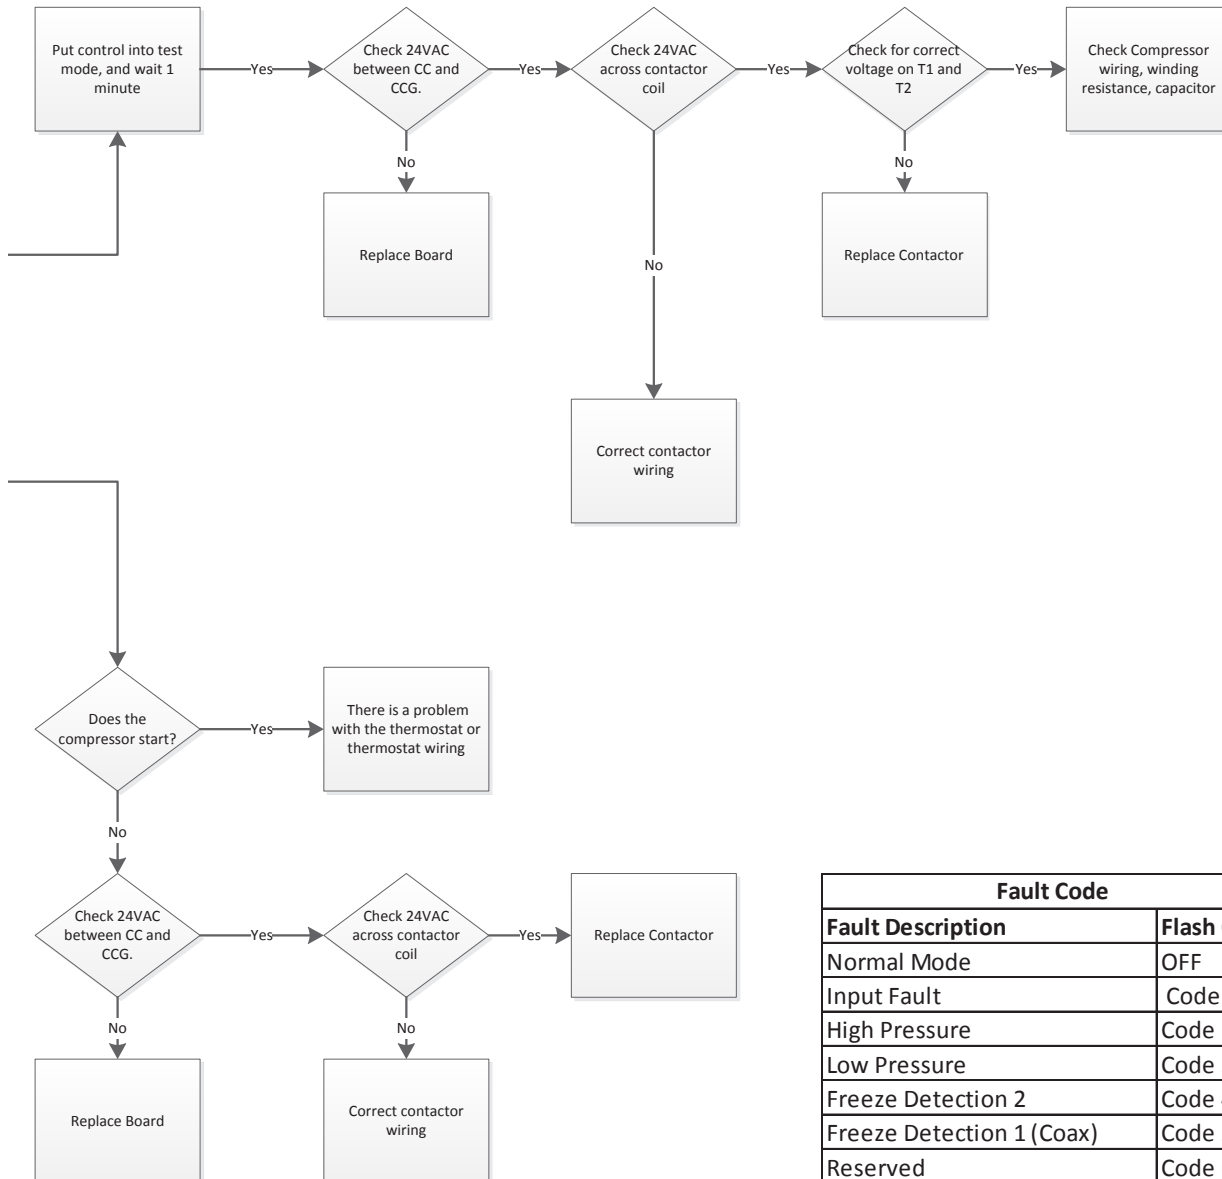 Put control into test
mode, and wait 1
minute
Yes
Check 24VAC
between CC and
CCG.
Yes
Check 24VAC
across contactor
coil
Yes
Check for correct
voltage on T1 and
T2
Yes
Check Compressor
wiring, winding
resistance, capacitor
No
Replace Board
No
Correct contactor
wiring
No
Replace Contactor
Does the
compressor start?
Yes
There is a problem
with the thermostat or
thermostat wiring
No
Check 24VAC
between CC and
CCG.
Yes
Check 24VAC
across contactor
coil
Yes
Replace Contactor
No
Replace Board
No
Correct contactor
wiring
Fault Code
Fault Description Flash
Normal Mode OFF
Input Fault Code
High Pressure Code
Low Pressure Code
Freeze Detection 2 Code
Freeze Detection 1 (Coax) Code
Reserved Code